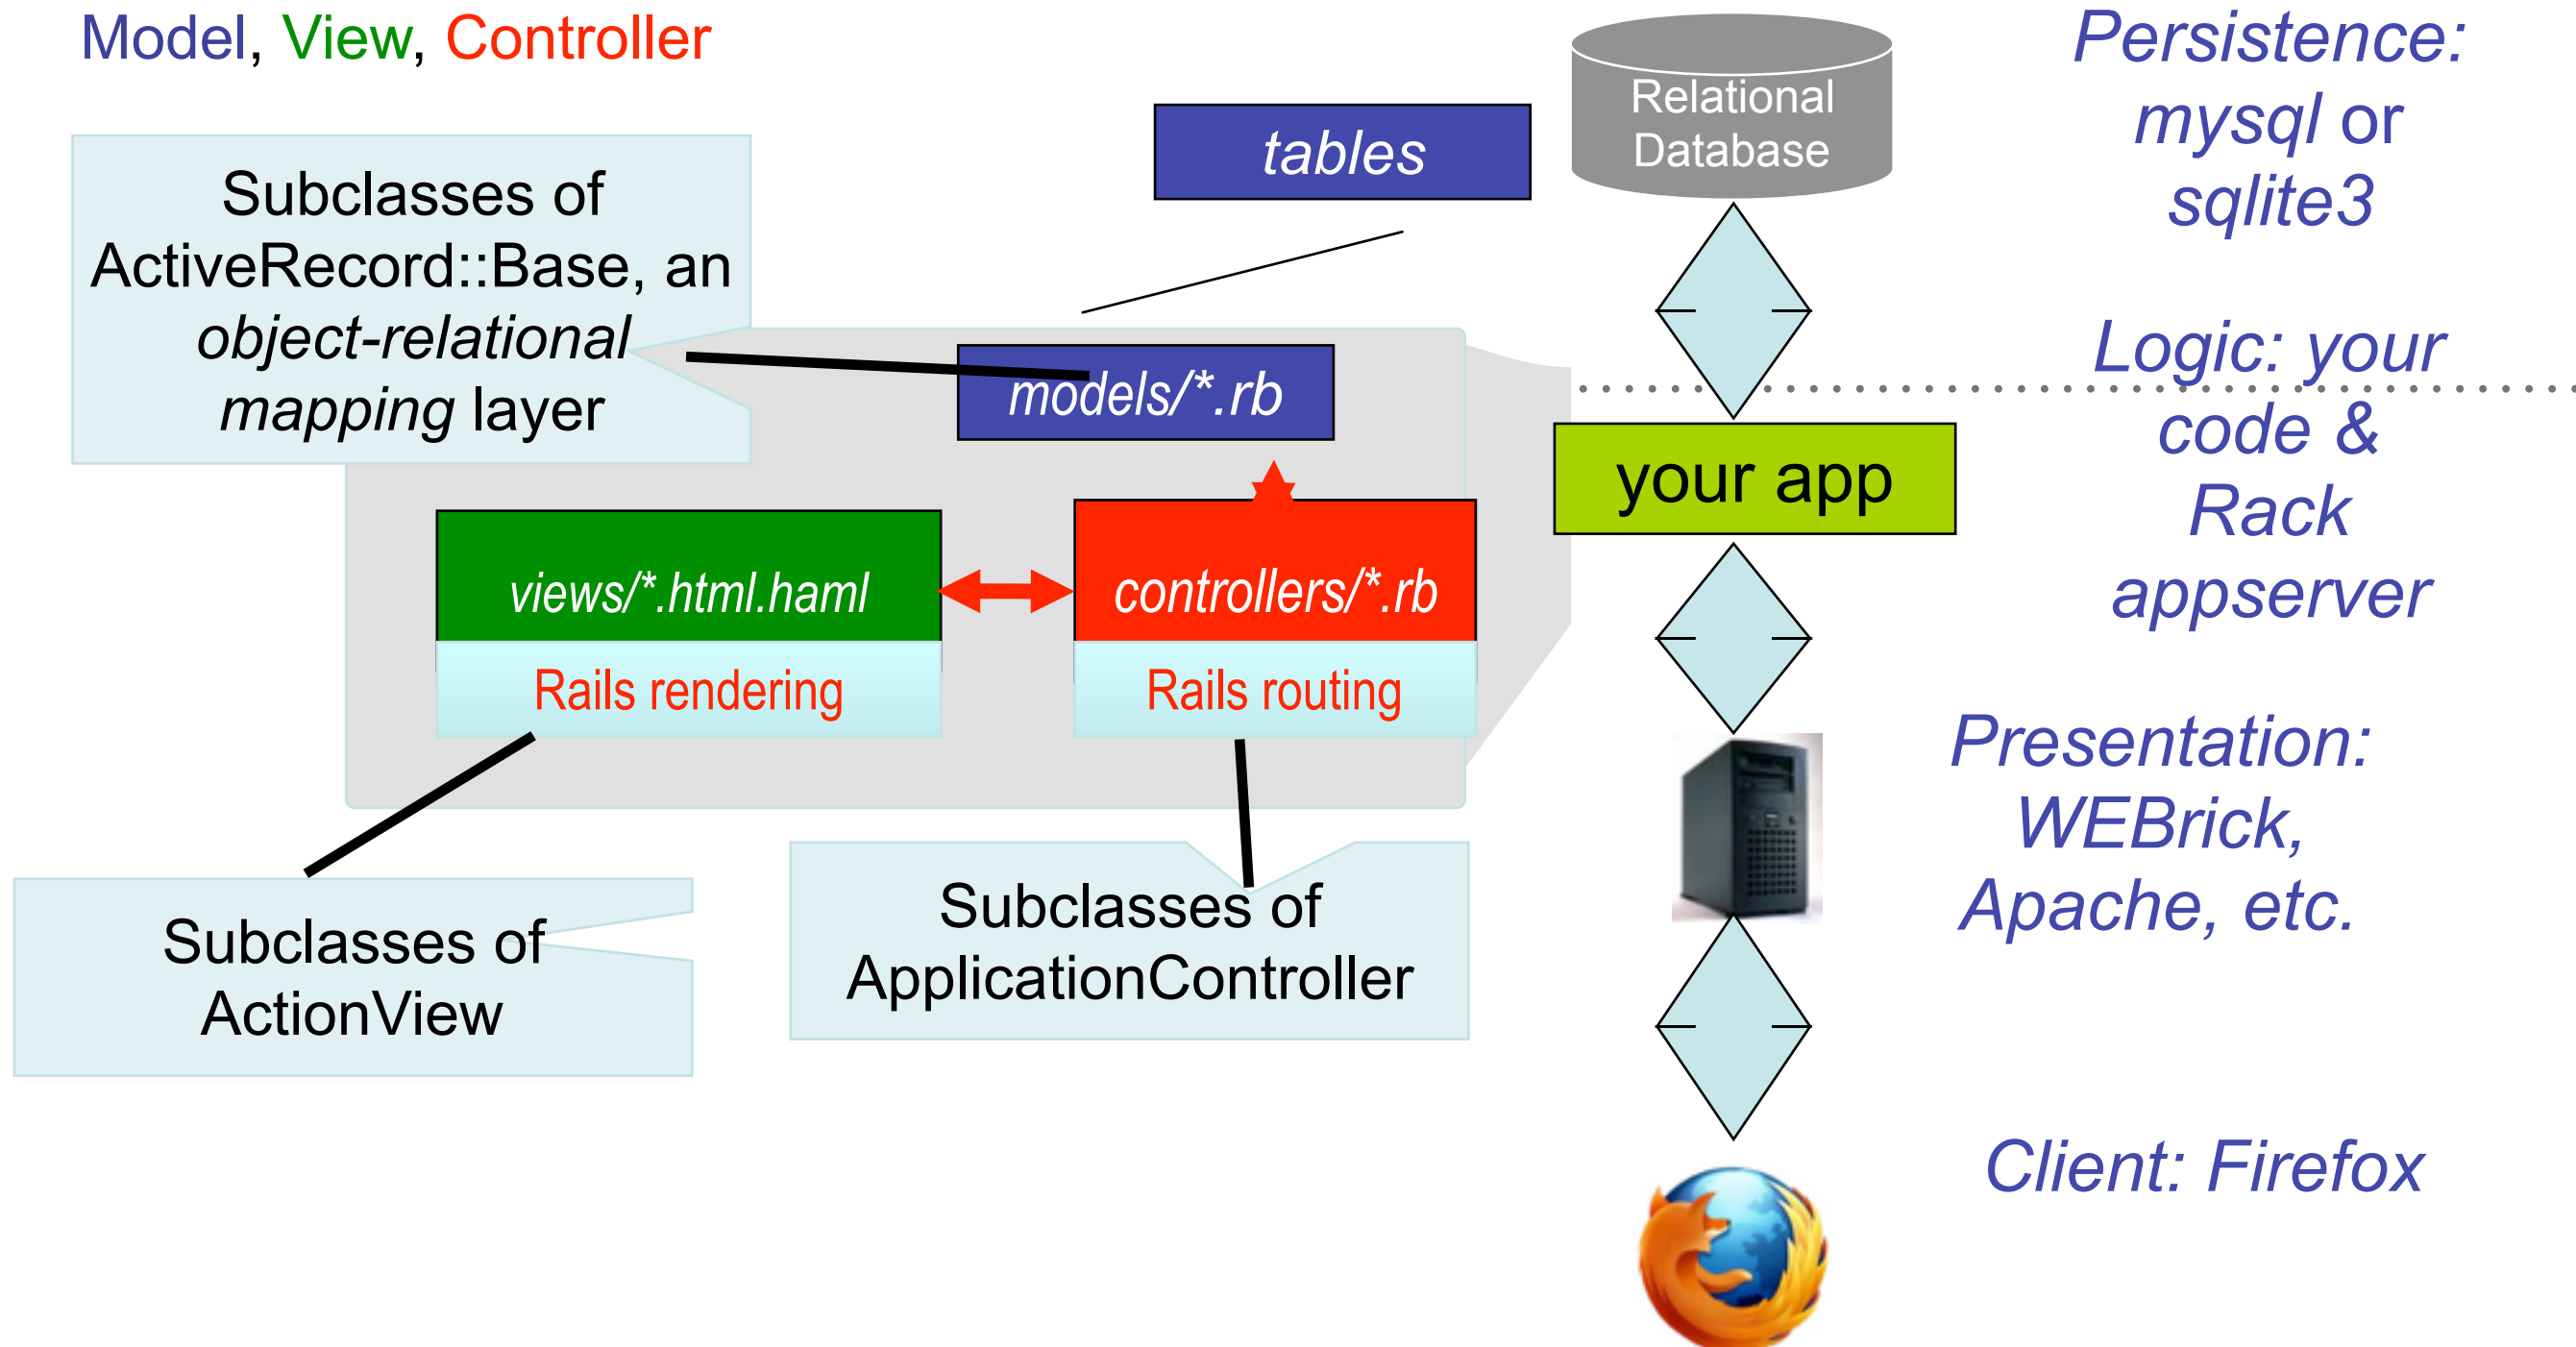 Model, View, Controller
Subclasses of
ActiveRecord::Base, an
object-relational
mapping layer
tables
models/*.rb
views/*.html.haml
Rails rendering
controllers/*.rb
Rails routing
Subclasses of
ActionView
Subclasses of
ApplicationController
Relational
Database
your app
Persistence:
mysql or
sqlite3
Logic: your
code &
Rack
appserver
Presentation:
WEBrick,
Apache, etc.
Client: Firefox